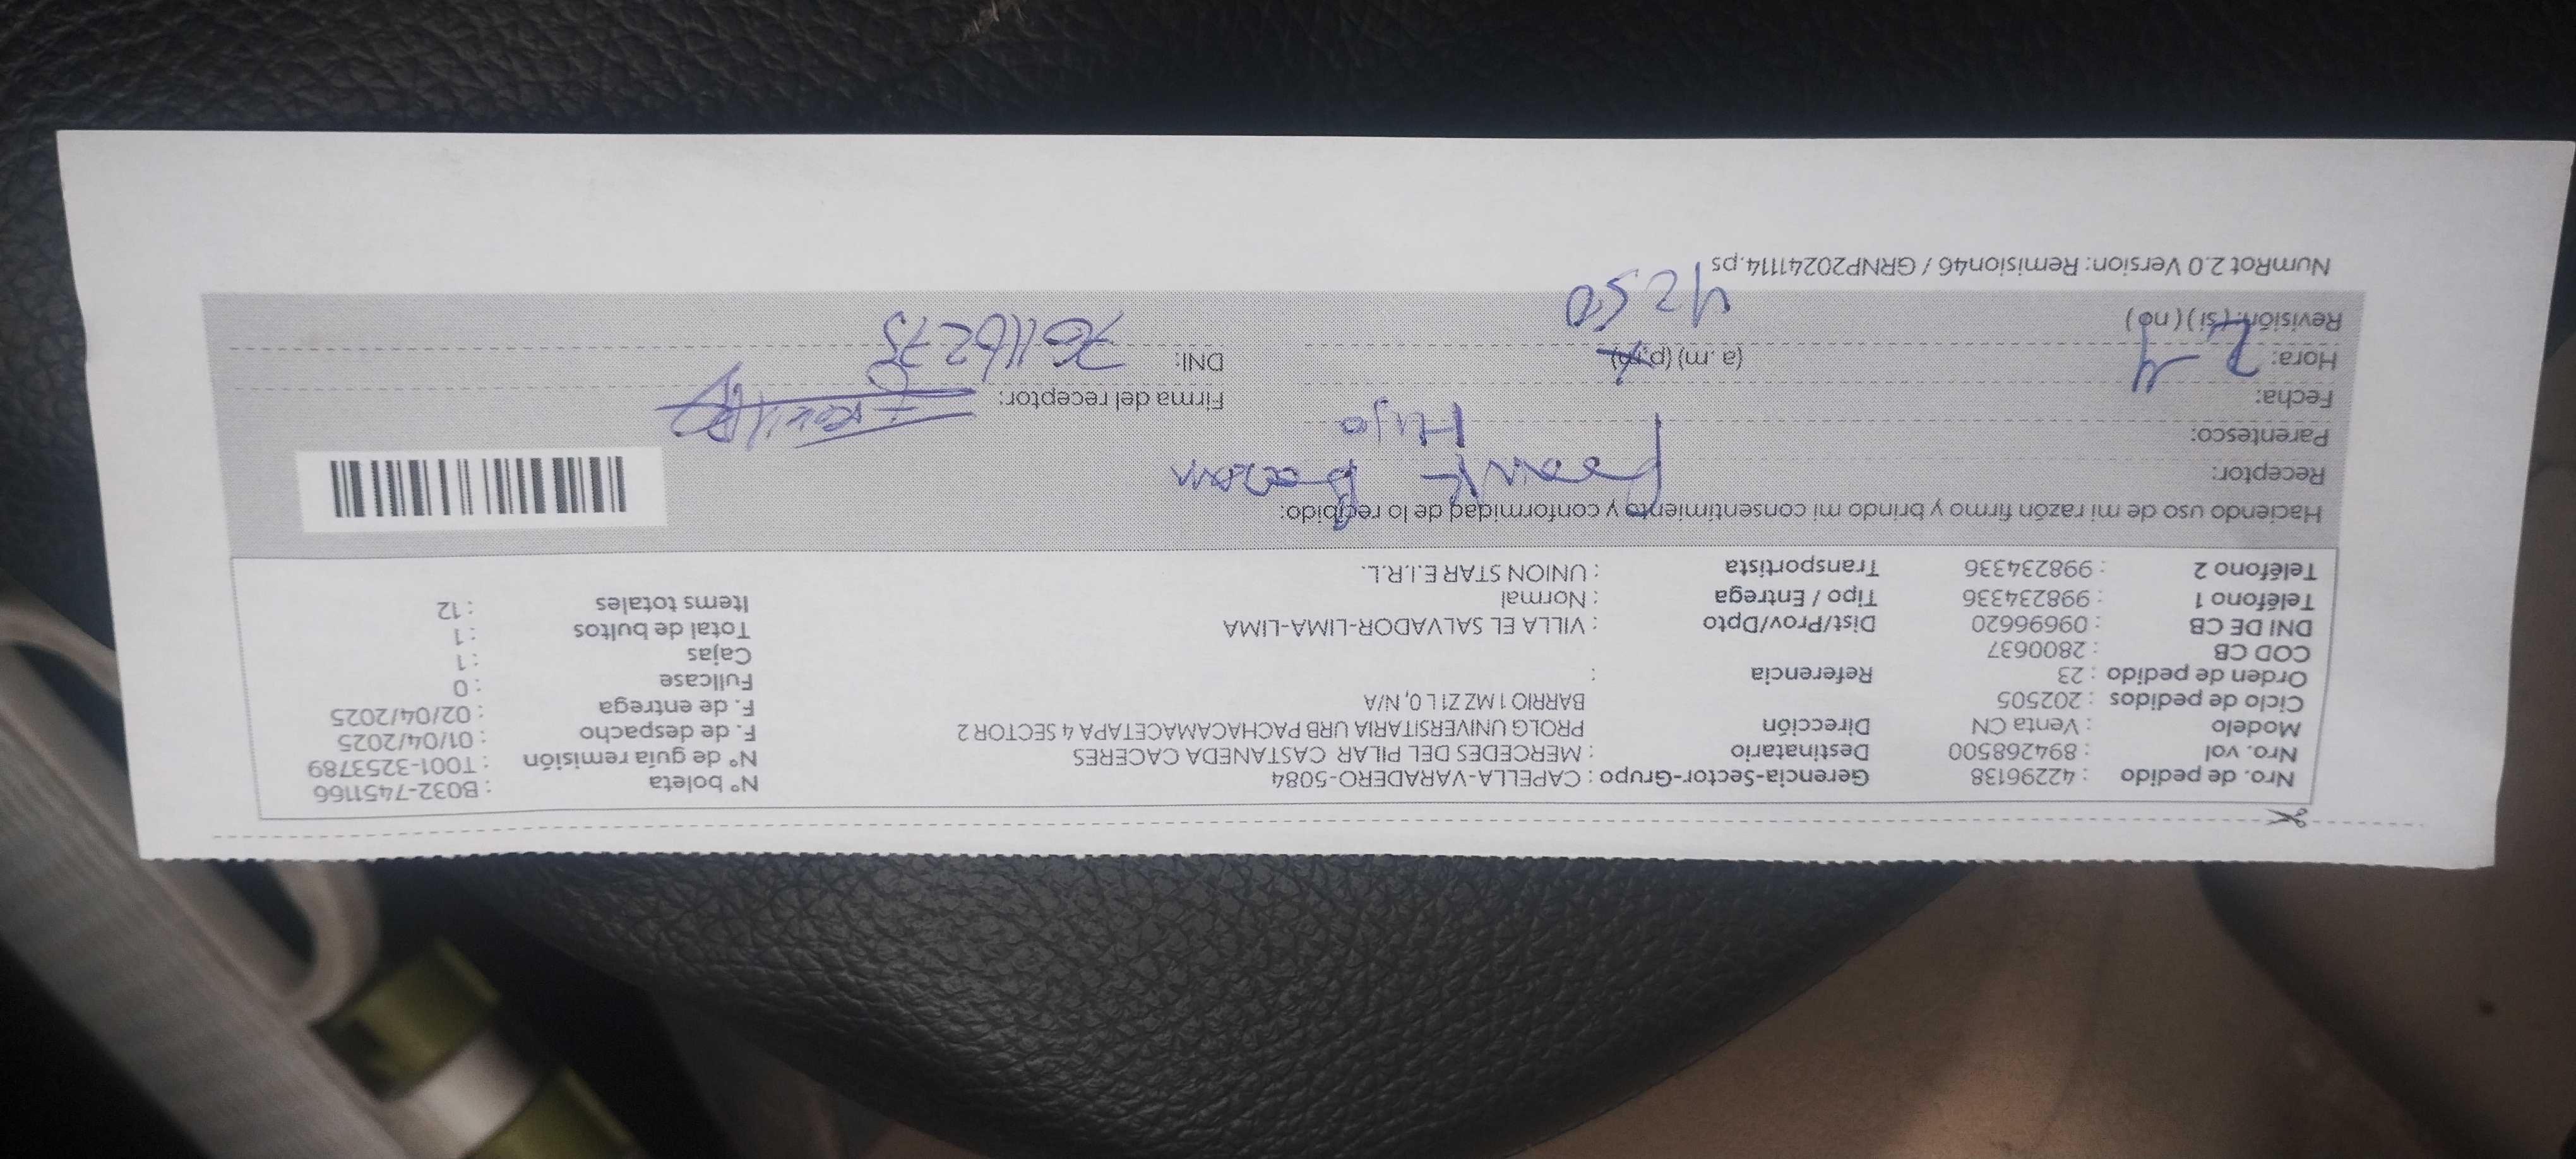 Nro. de pedido : 42296138 Gerencia-Sector-Grupo : CAPELLA-VARADERO-5084 N° boleta : B032-7451166
Nro. vol : 894268500 Destinatario : MERCEDES DEL PILAR CASTANEDA CACERES N° de guía remisión : T001-3253789
Modelo : Venta CN Dirección PROLG UNIVERSITARIA URB PACHACAMACETAPA 4 SECTOR 2 F. de despacho : 01/04/2025
Ciclo de pedidos : 202505 BARRIO 1 MZ Z1 L 0, N/A F. de entrega : 02/04/2025
Orden de pedido : 23 Referencia : Fullcase : 0
COD CB : 2800637 Cajas : 1
DNI DE CB : 09696620 Dist/Prov/Dpto : VILLA EL SALVADOR-LIMA-LIMA Total de bultos : 1
Teléfono 1 : 998234336 Tipo / Entrega : Normal Items totales : 12
Teléfono 2 : 998234336 Transportista : UNION STAR E.I.R.L.
Haciendo uso de mi razón firmo y brindo mi consentimiento y conformidad de lo recibido:
Receptor: Frank
Parentesco: Hijo
Fecha: Firma del receptor:
Hora: 2 4 (a. m) (p. m) DNI: 76116275
Revisión: ( si ) ( no ) 4250
NumRot 2.0 Version: Remision46 / GRNP20241114.ps